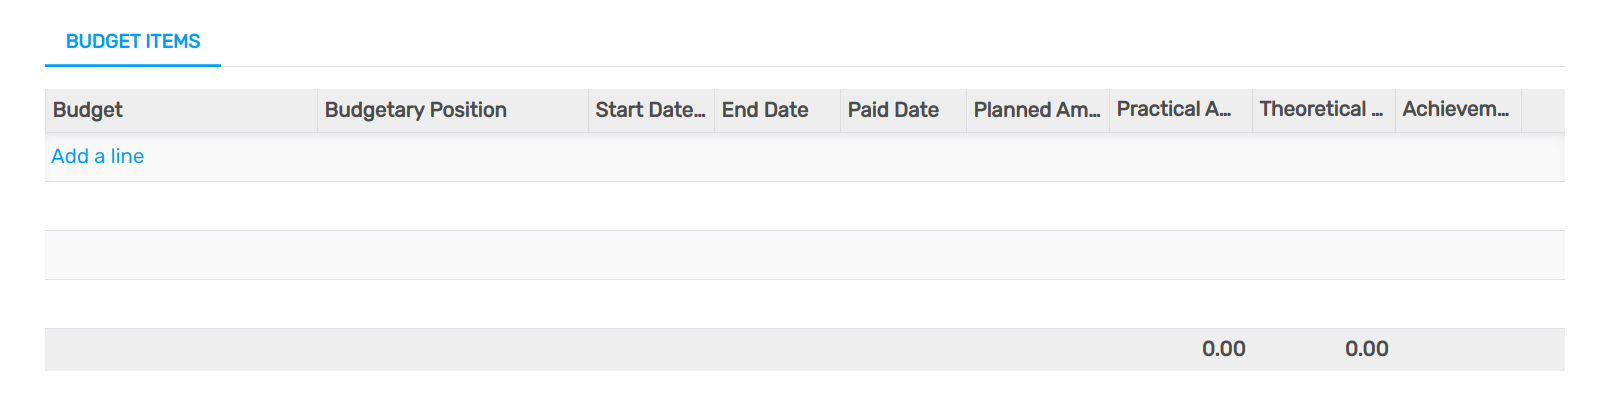 BUDGET ITEMS
Budget Budgetary Position Start Date... End Date Paid Date Planned Am... Practical A... Theoretical ... Achievem...
Add a line
0.00 0.00